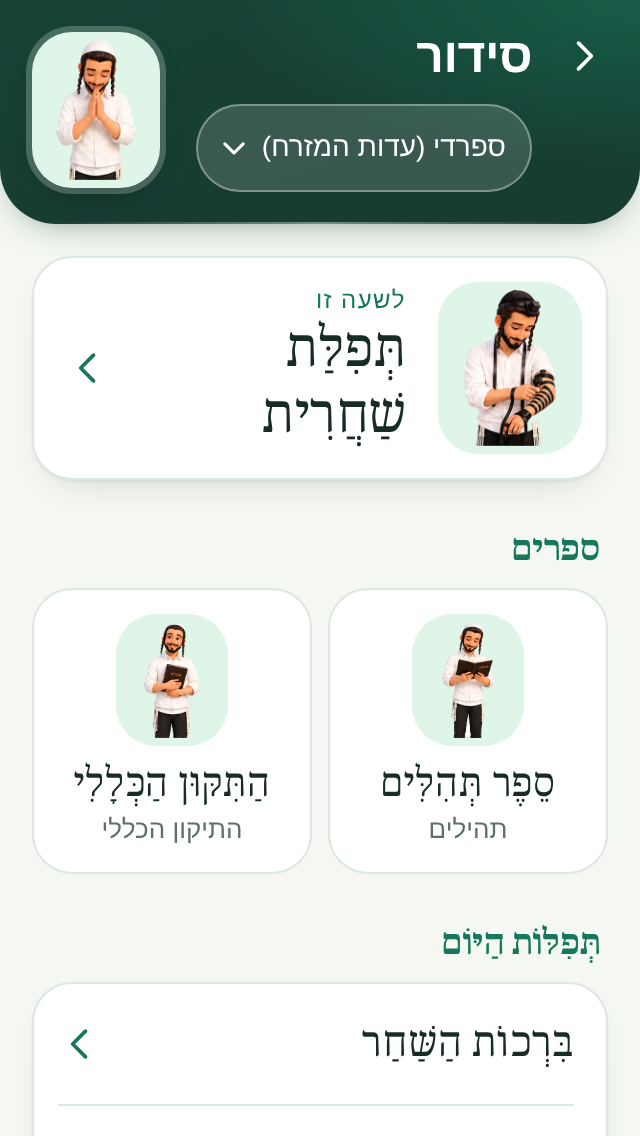 סידור
ספרדי (עדות המזרח)
לשעה זו
תְּפִלַּת
שַׁחֲרִית
ספרים
סֵפֶר תְּהִלִּים
תהילים
הַתִּקּוּן הַכְּלָלִי
התיקון הכללי
תְּפִלּוֹת הַיּוֹם
בִּרְכוֹת הַשַּׁחַר